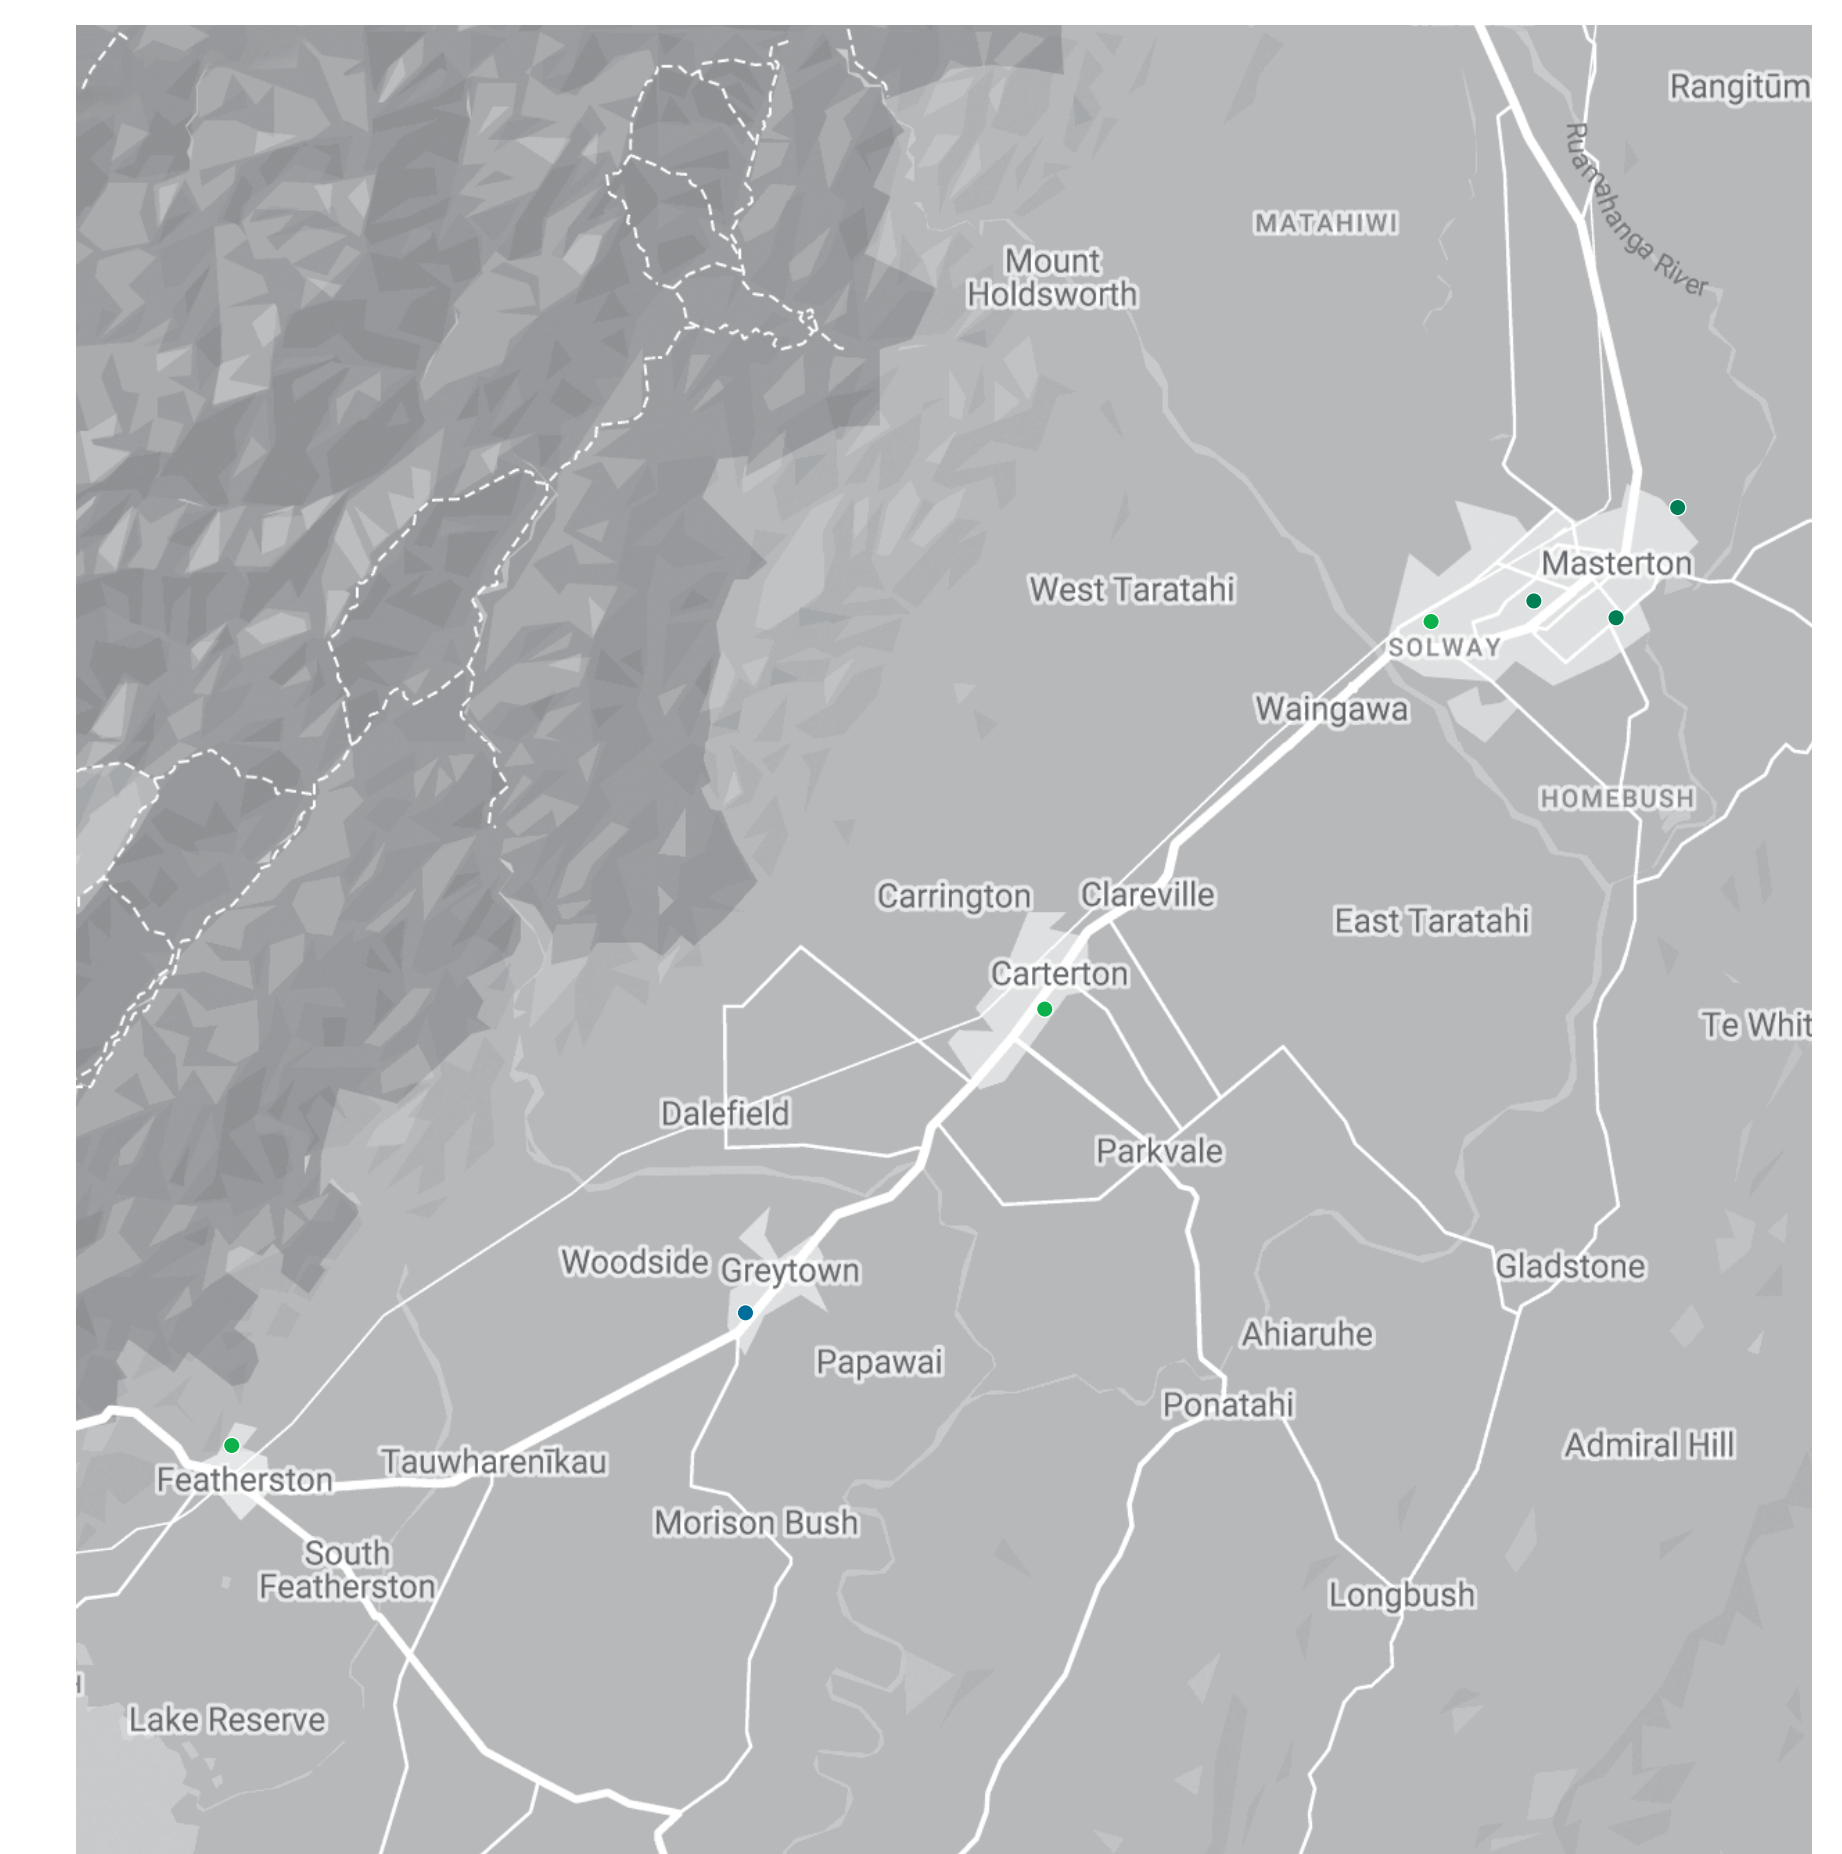 Rangitūm
Ruamahanga River
MATAHIWI
Mount
Holdsworth
Masterton
West Taratahi
SOLWAY
Waingawa
HOMEBUSH
Carrington
Clareville
East Taratahi
Carterton
Te Whit
Dalefield
Parkvale
Woodside
Greytown
Gladstone
Ahiaruhe
Papawai
Ponatahi
Admiral Hill
Tauwharenīkau
Featherston
Morison Bush
South
Featherston
Longbush
H
Lake Reserve